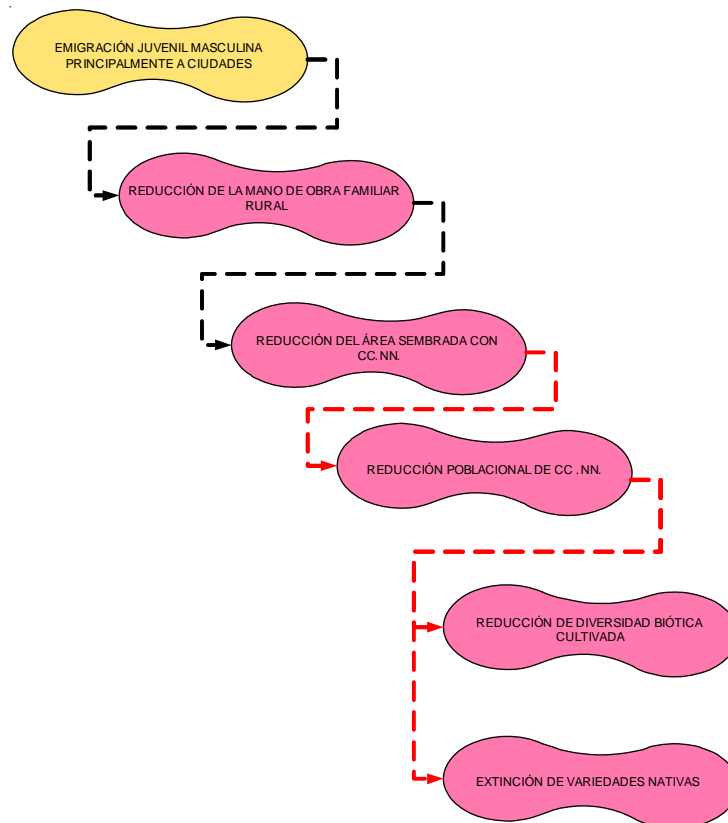 EMIGRACIÓN JUVENIL MASCULINA
PRINCIPALMENTE A CIUDADES
REDUCCIÓN DE LA MANO DE OBRA FAMILIAR
RURAL
REDUCCIÓN DEL ÁREA SEMBRADA CON
CC.NN.
REDUCCIÓN POBLACIONAL DE CC .NN.
REDUCCIÓN DE DIVERSIDAD BIÓTICA
CULTIVADA
EXTINCIÓN DE VARIEDADES NATIVAS